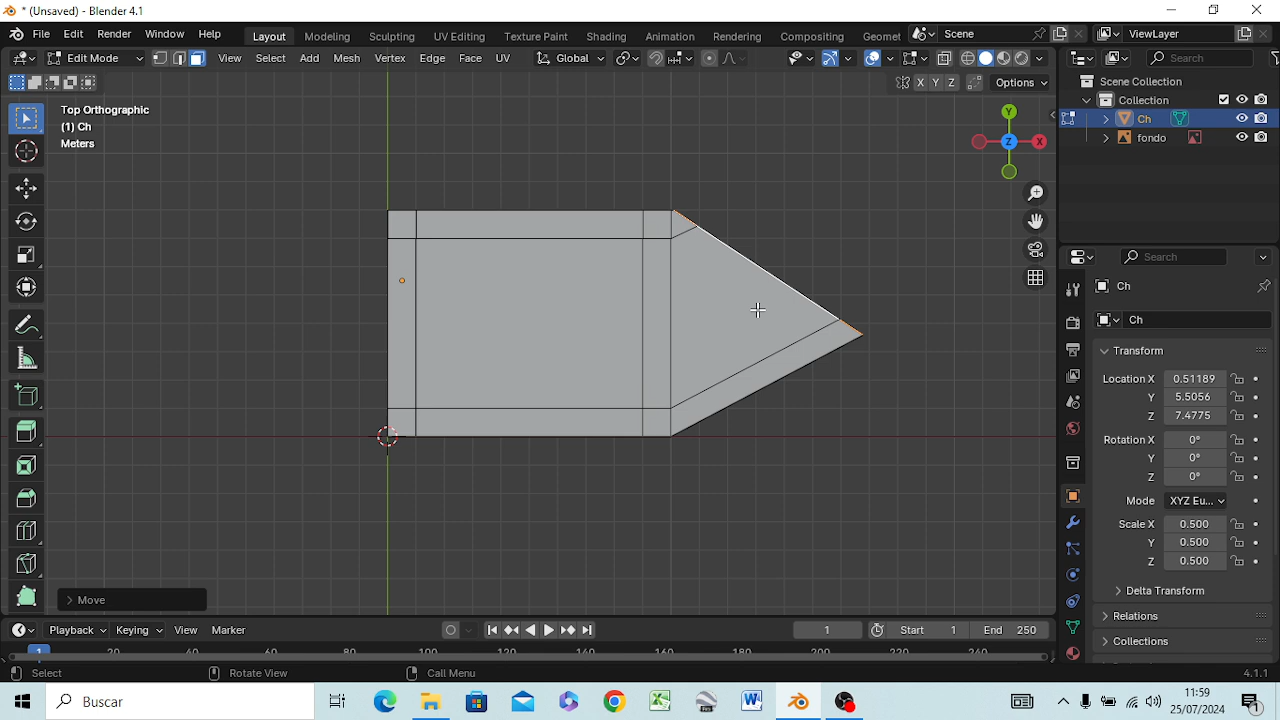 * (Unsaved) - Blender 4.1
File Edit Render Window Help Layout Modeling Sculpting UV Editing Texture Paint Shading Animation Rendering Compositing Geomet Scene ViewLayer
Edit Mode View Select Add Mesh Vertex Edge Face UV Global Search
X Y Z Options
Top Orthographic
(1) Ch
Meters
Y
Z X
Scene Collection
Collection
Ch
fondo
Search
Ch
Ch
Transform
Location X 0.51189
Y 5.5056
Z 7.4775
Rotation X 0°
Y 0°
Z 0°
Mode XYZ Eu...
Scale X 0.500
Y 0.500
Z 0.500
Delta Transform
Relations
Collections
Move
Playback Keying View Marker 1 Start 1 End 250
1 20 40 60 80 100 120 140 160 180 200 220 240
Select Rotate View Call Menu 4.1.1
Buscar
11:59
25/07/2024
1